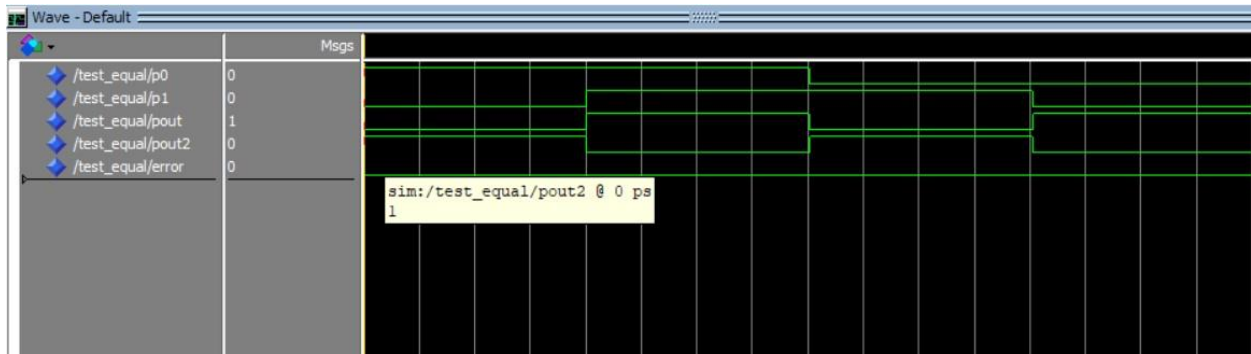 Wave - Default
Msgs
/test_equal/p0 0
/test_equal/p1 0
/test_equal/pout 1
/test_equal/pout2 0
/test_equal/error 0
sim:/test_equal/pout2 @ 0 ps
1